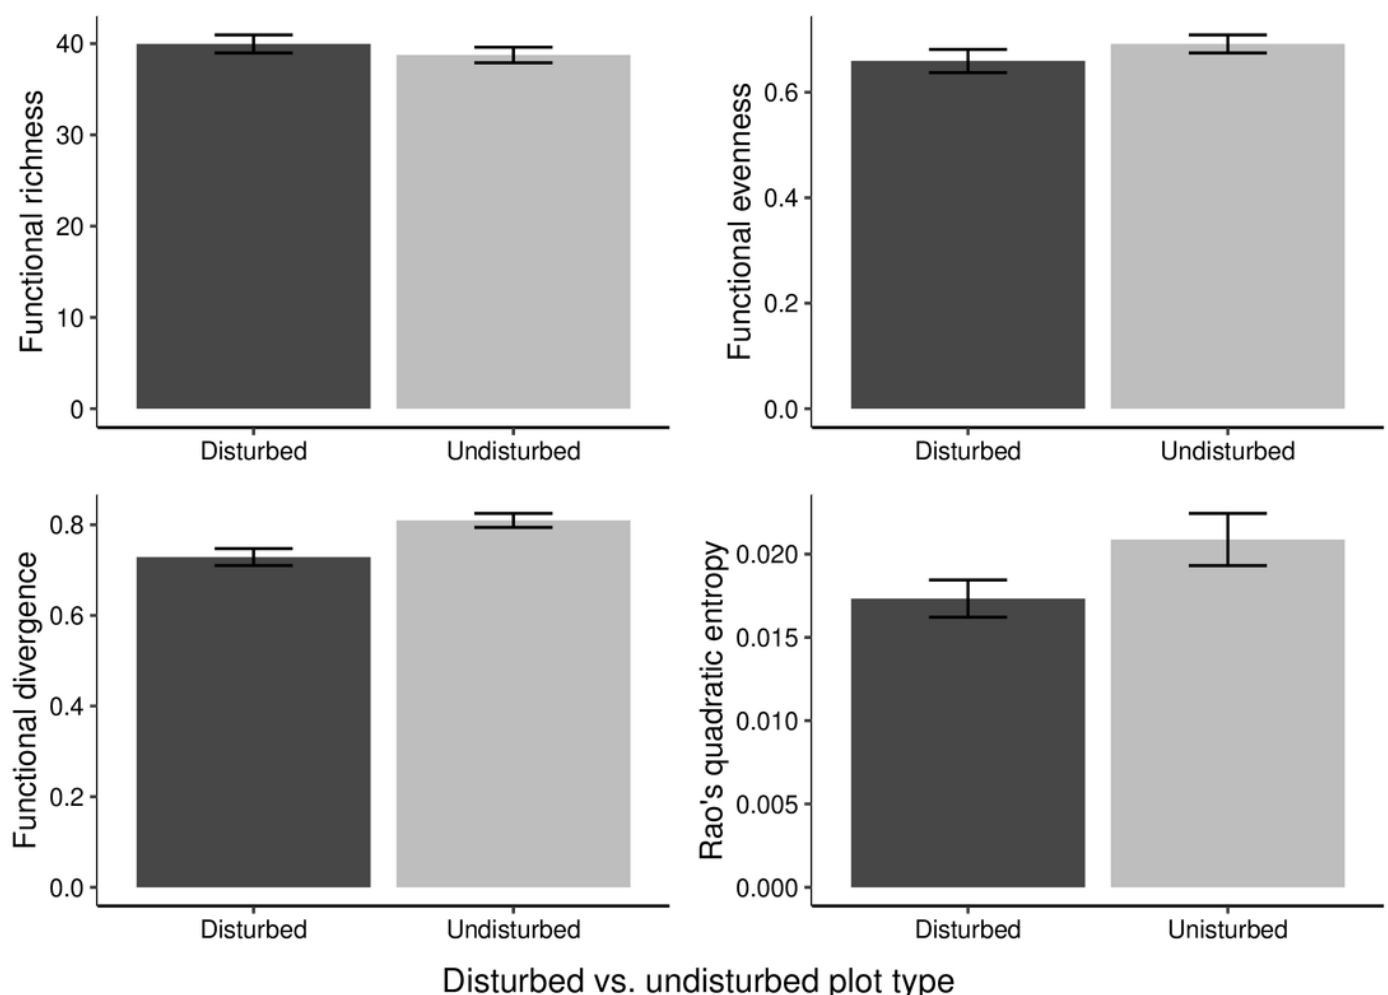 Functional richness
40
30
20
10
0
Disturbed Undisturbed
Functional evenness
0.6
0.4
0.2
0.0
Disturbed Undisturbed
Functional divergence
0.8
0.6
0.4
0.2
0.0
Disturbed Undisturbed
Rao's quadratic entropy
0.020
0.015
0.010
0.005
0.000
Disturbed Unisturbed
Disturbed vs. undisturbed plot type